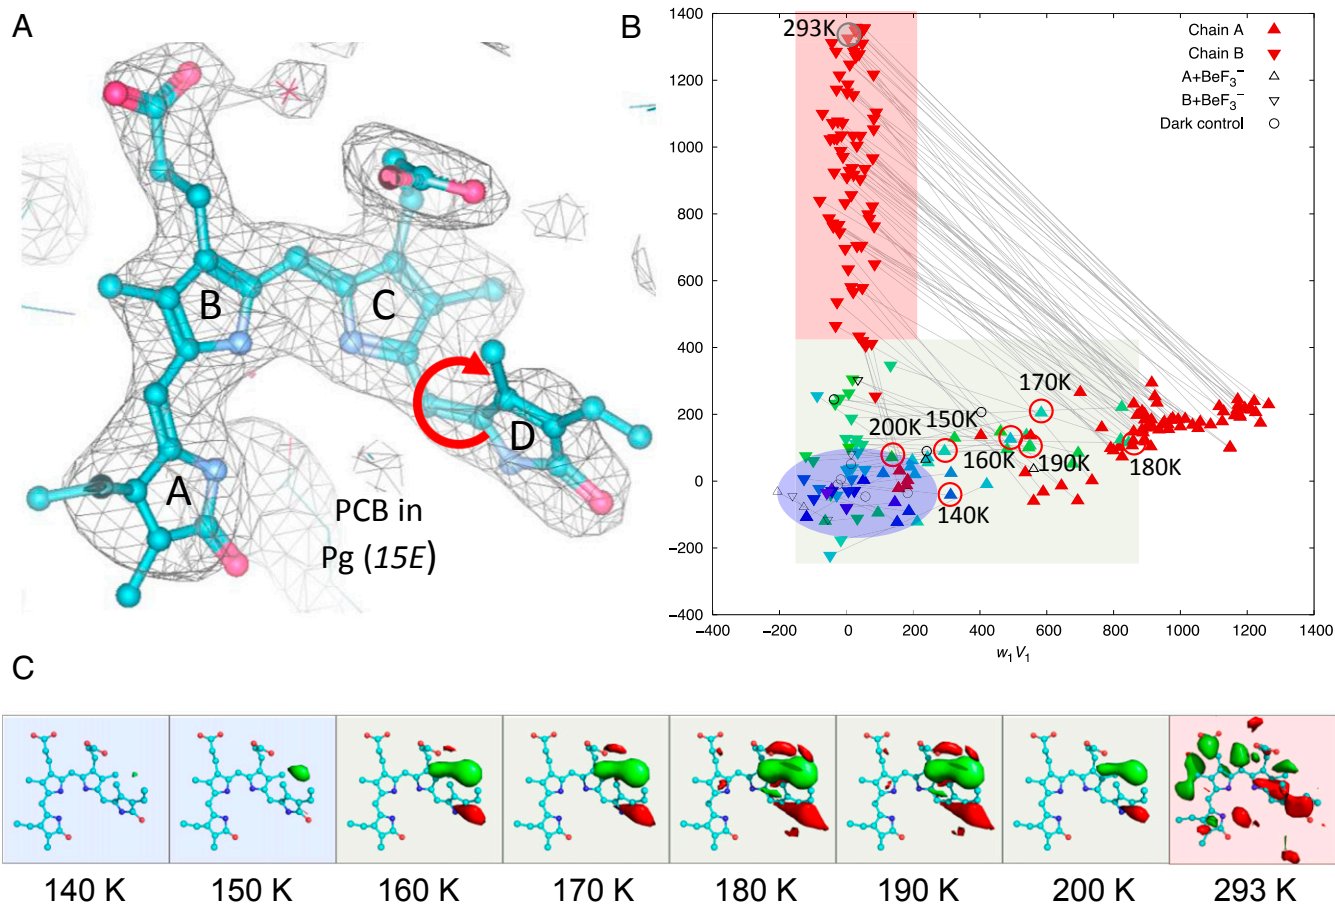 A
B
B
C
D
A
PCB in
Pg (15E)
1400
1200
1000
800
600
400
200
0
−200
−400
−400
−200
0
200
400
600
800
1000
1200
1400
w₁V₁
293K
Chain A
Chain B
A+BeF₃⁻
B+BeF₃⁻
Dark control
170K
200K
150K
160K
190K
180K
140K
C
140 K
150 K
160 K
170 K
180 K
190 K
200 K
293 K